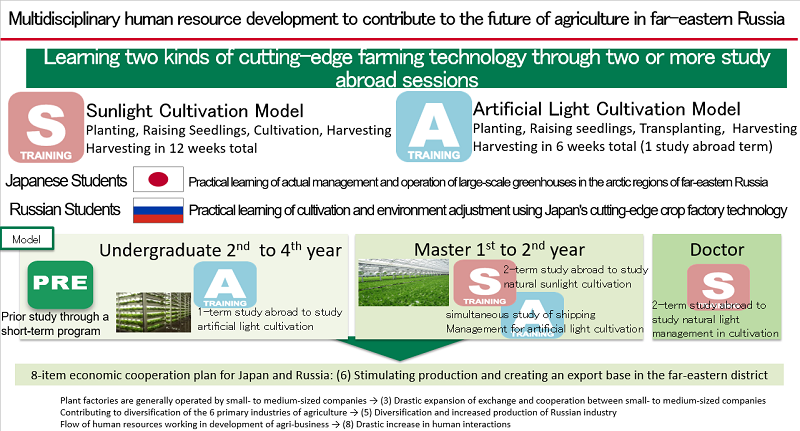 Multidisciplinary human resource development to contribute to the future of agriculture in far-eastern Russia
Learning two kinds of cutting-edge farming technology through two or more study
abroad sessions
S
TRAINING
Sunlight Cultivation Model
Planting, Raising Seedlings, Cultivation, Harvesting
Harvesting in 12 weeks total
A
TRAINING
Artificial Light Cultivation Model
Planting, Raising seedlings, Transplanting, Harvesting
Harvesting in 6 weeks total (1 study abroad term)
Japanese Students
Practical learning of actual management and operation of large-scale greenhouses in the arctic regions of far-eastern Russia
Russian Students
Practical learning of cultivation and environment adjustment using Japan's cutting-edge crop factory technology
Model
Undergraduate 2nd to 4th year
PRE
Prior study through a
short-term program
A
TRAINING
1-term study abroad to study
artificial light cultivation
Master 1st to 2nd year
S
TRAINING
2-term study abroad to study
natural sunlight cultivation
A
TRAINING
simultaneous study of shipping
Management for artificial light cultivation
Doctor
S
TRAINING
2-term study abroad to
study natural light
management in cultivation
8-item economic cooperation plan for Japan and Russia: (6) Stimulating production and creating an export base in the far-eastern district
Plant factories are generally operated by small- to medium-sized companies → (3) Drastic expansion of exchange and cooperation between small- to medium-sized companies
Contributing to diversification of the 6 primary industries of agriculture → (5) Diversification and increased production of Russian industry
Flow of human resources working in development of agri-business → (8) Drastic increase in human interactions